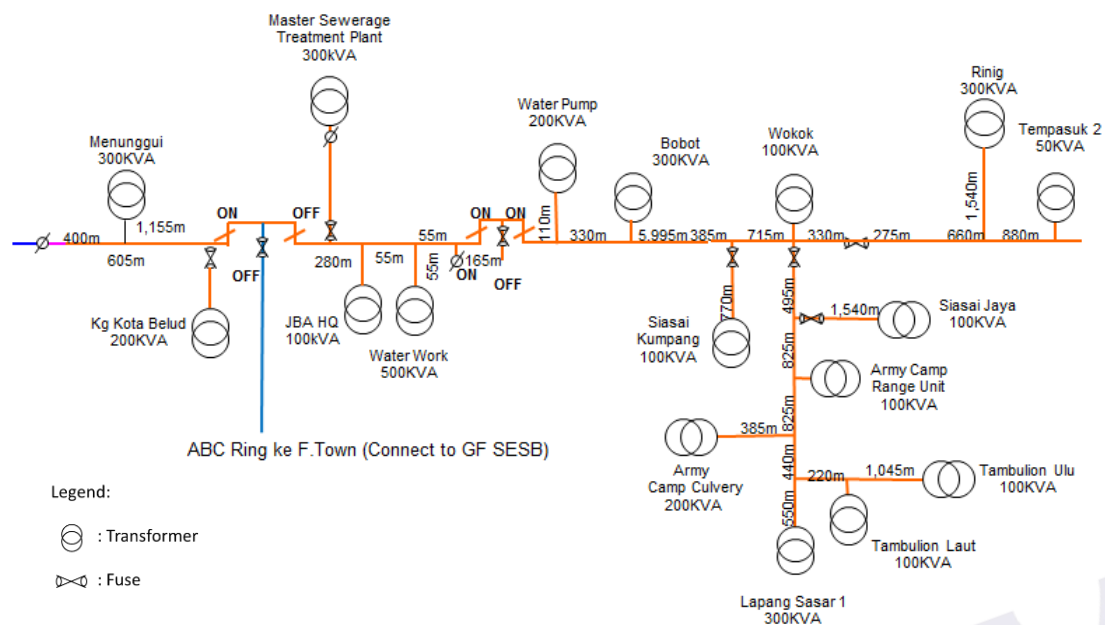 Master Sewerage
Treatment Plant
300kVA
Rinig
300KVA
Water Pump
200KVA
Tempasuk 2
50KVA
Menunggui
300KVA
Bobot
300KVA
Wokok
100KVA
1,540m
1,155m
ON
OFF
ON
ON
110m
400m
55m
330m
5.995m
385m
715m
330m
275m
660m
880m
605m
OFF
280m
55m
55m
165m
ON
OFF
770m
495m
1,540m
Siasai Jaya
100KVA
Kg Kota Belud
200KVA
JBA HQ
100kVA
Water Work
500KVA
Siasai
Kumpang
100KVA
825m
Army Camp
Range Unit
100KVA
825m
385m
ABC Ring ke F.Town (Connect to GF SESB)
Army
Camp Culvery
200KVA
440m
220m
1,045m
Tambulion Ulu
100KVA
550m
Tambulion Laut
100KVA
Lapang Sasar 1
300KVA
Legend:
: Transformer
: Fuse